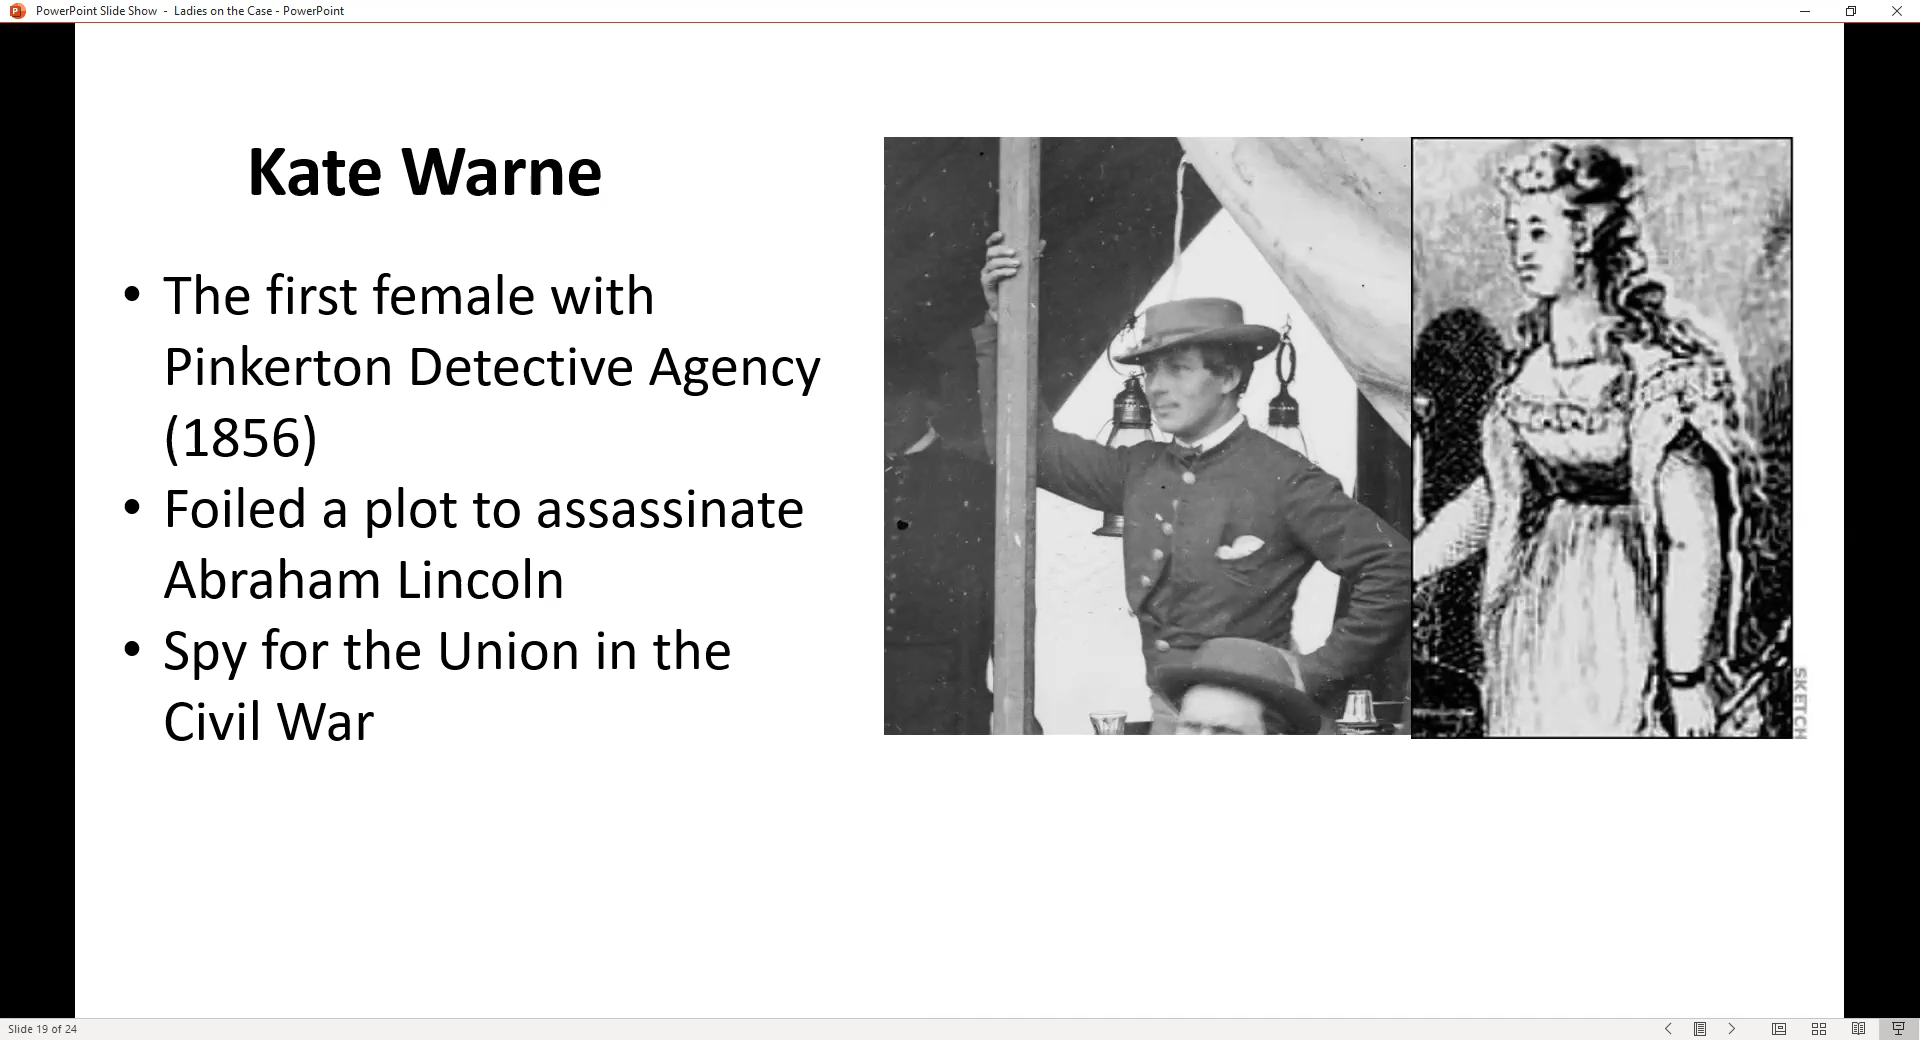 PowerPoint Slide Show - Ladies on the Case - PowerPoint
Kate Warne
• The first female with
Pinkerton Detective Agency
(1856)
• Foiled a plot to assassinate
Abraham Lincoln
• Spy for the Union in the
Civil War
SKETCH
Slide 19 of 24